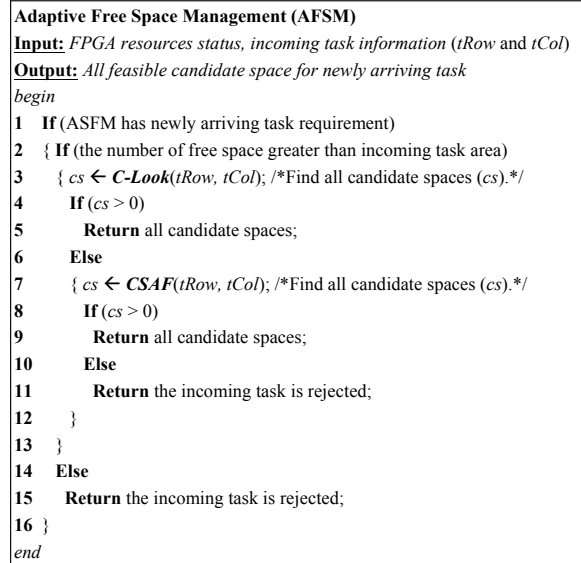 Adaptive Free Space Management (AFSM)
Input: FPGA resources status, incoming task information (tRow and tCol)
Output: All feasible candidate space for newly arriving task
begin
1 If (ASFM has newly arriving task requirement)
2 { If (the number of free space greater than incoming task area)
3 { cs ← C-Look(tRow, tCol); /*Find all candidate spaces (cs).*/
4 If (cs > 0)
5 Return all candidate spaces;
6 Else
7 { cs ← CSAF(tRow, tCol); /*Find all candidate spaces (cs).*/
8 If (cs > 0)
9 Return all candidate spaces;
10 Else
11 Return the incoming task is rejected;
12 }
13 }
14 Else
15 Return the incoming task is rejected;
16 }
end